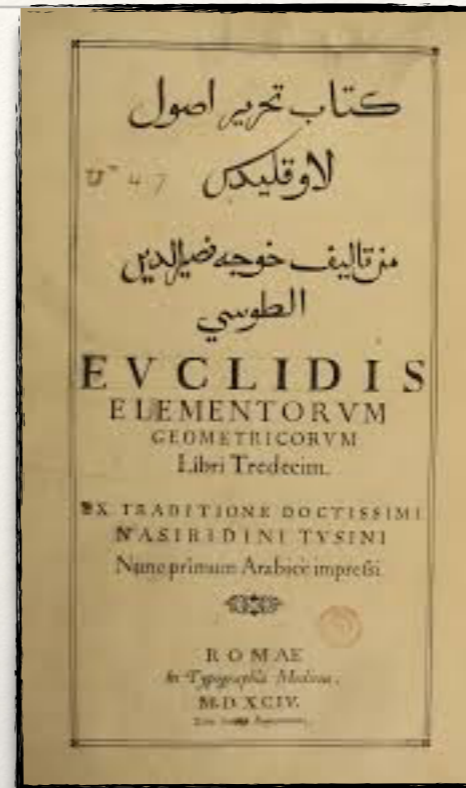 كتاب تحرير اصول
لاوقليدس
47
من تاليف خوجه نصير الدين
الطوسي
EVCLIDIS
ELEMENTORVM
GEOMETRICORVM
Libri Tredecim.
EX TRADITIONE DOCTISSIMI
NASIRIDINI TVSINI
Nunc primum Arabicè impressi.
ROMAE
In Typographia Medicea.
M.D.XCIV.